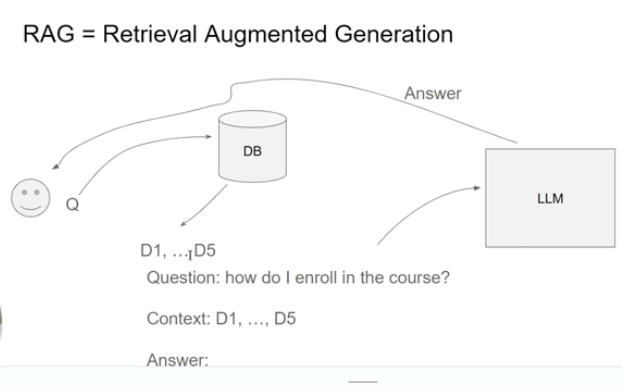 RAG = Retrieval Augmented Generation
Answer
DB
LLM
Q
D1, ...,D5
Question: how do I enroll in the course?
Context: D1, ..., D5
Answer: